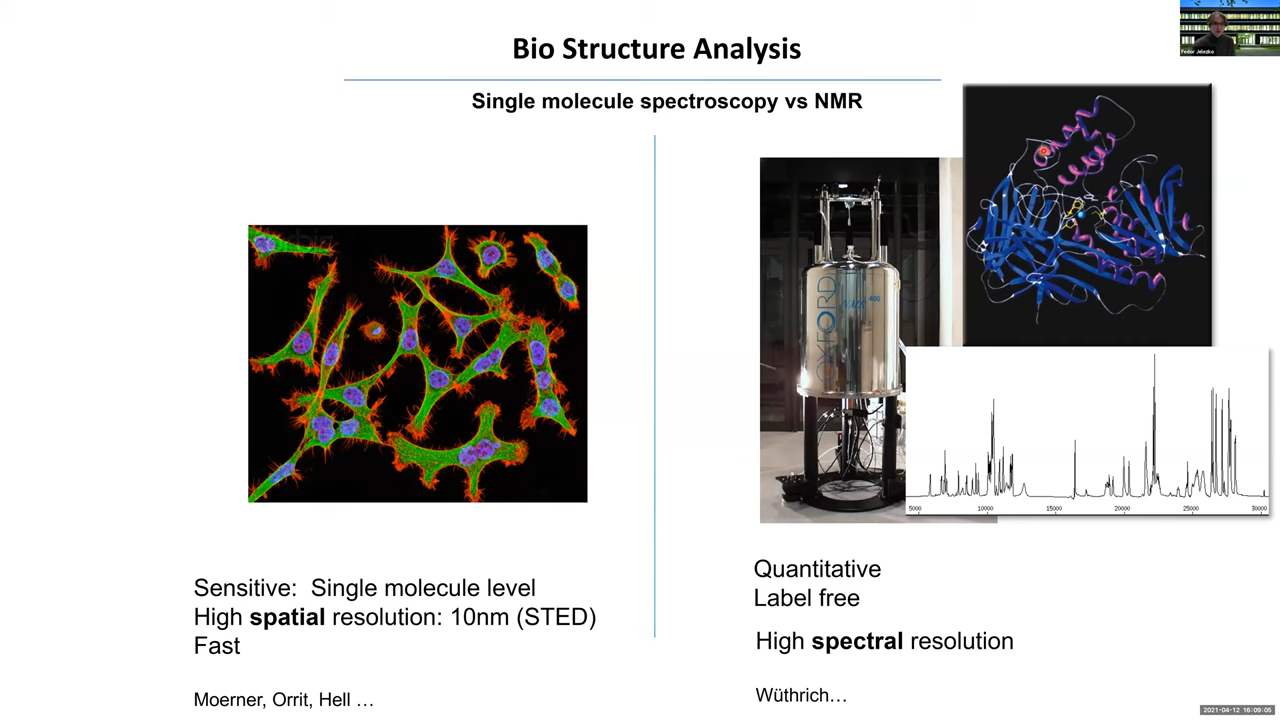 Bio Structure Analysis
Single molecule spectroscopy vs NMR
Fedor Jelezko
OXFORD
400
5000 10000 15000 20000 25000 30000
Sensitive: Single molecule level
High spatial resolution: 10nm (STED)
Fast
Moerner, Orrit, Hell …
Quantitative
Label free
High spectral resolution
Wüthrich…
2021-04-12 16:09:05